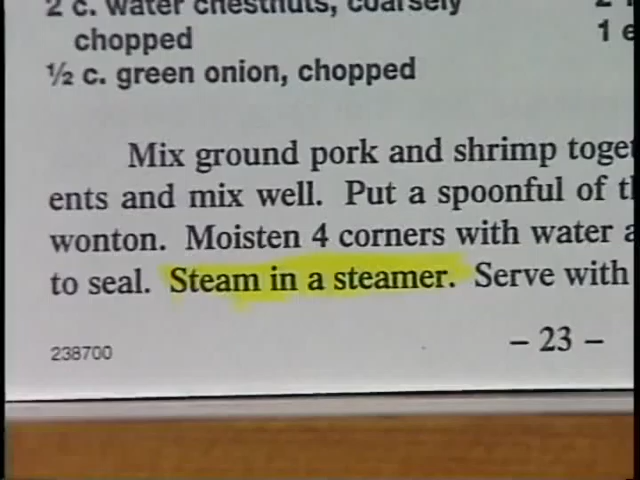 2 c. water chestnuts, coarsely
chopped
1 e
½ c. green onion, chopped
Mix ground pork and shrimp toge
ents and mix well. Put a spoonful of t
wonton. Moisten 4 corners with water a
to seal. Steam in a steamer. Serve with
238700
– 23 –